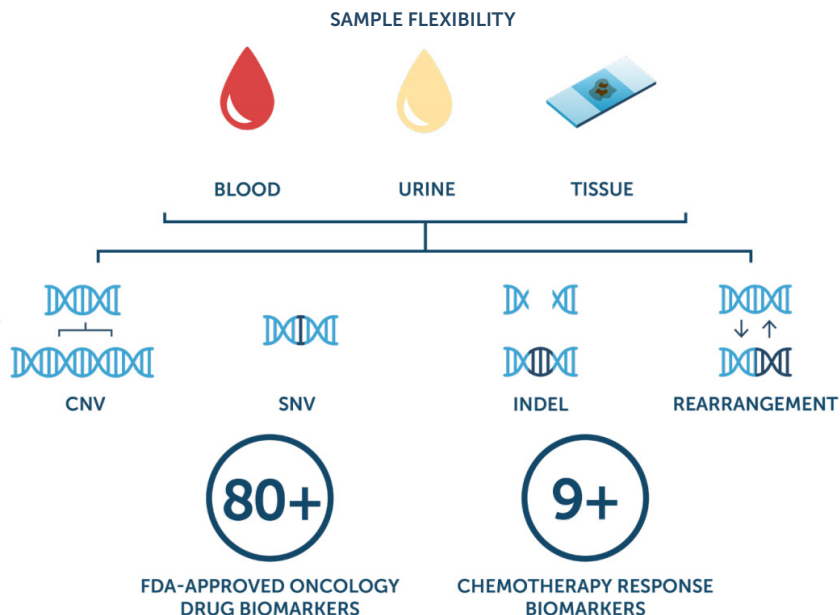 SAMPLE FLEXIBILITY
BLOOD
URINE
TISSUE
CNV
SNV
INDEL
REARRANGEMENT
80+
9+
FDA-APPROVED ONCOLOGY
DRUG BIOMARKERS
CHEMOTHERAPY RESPONSE
BIOMARKERS